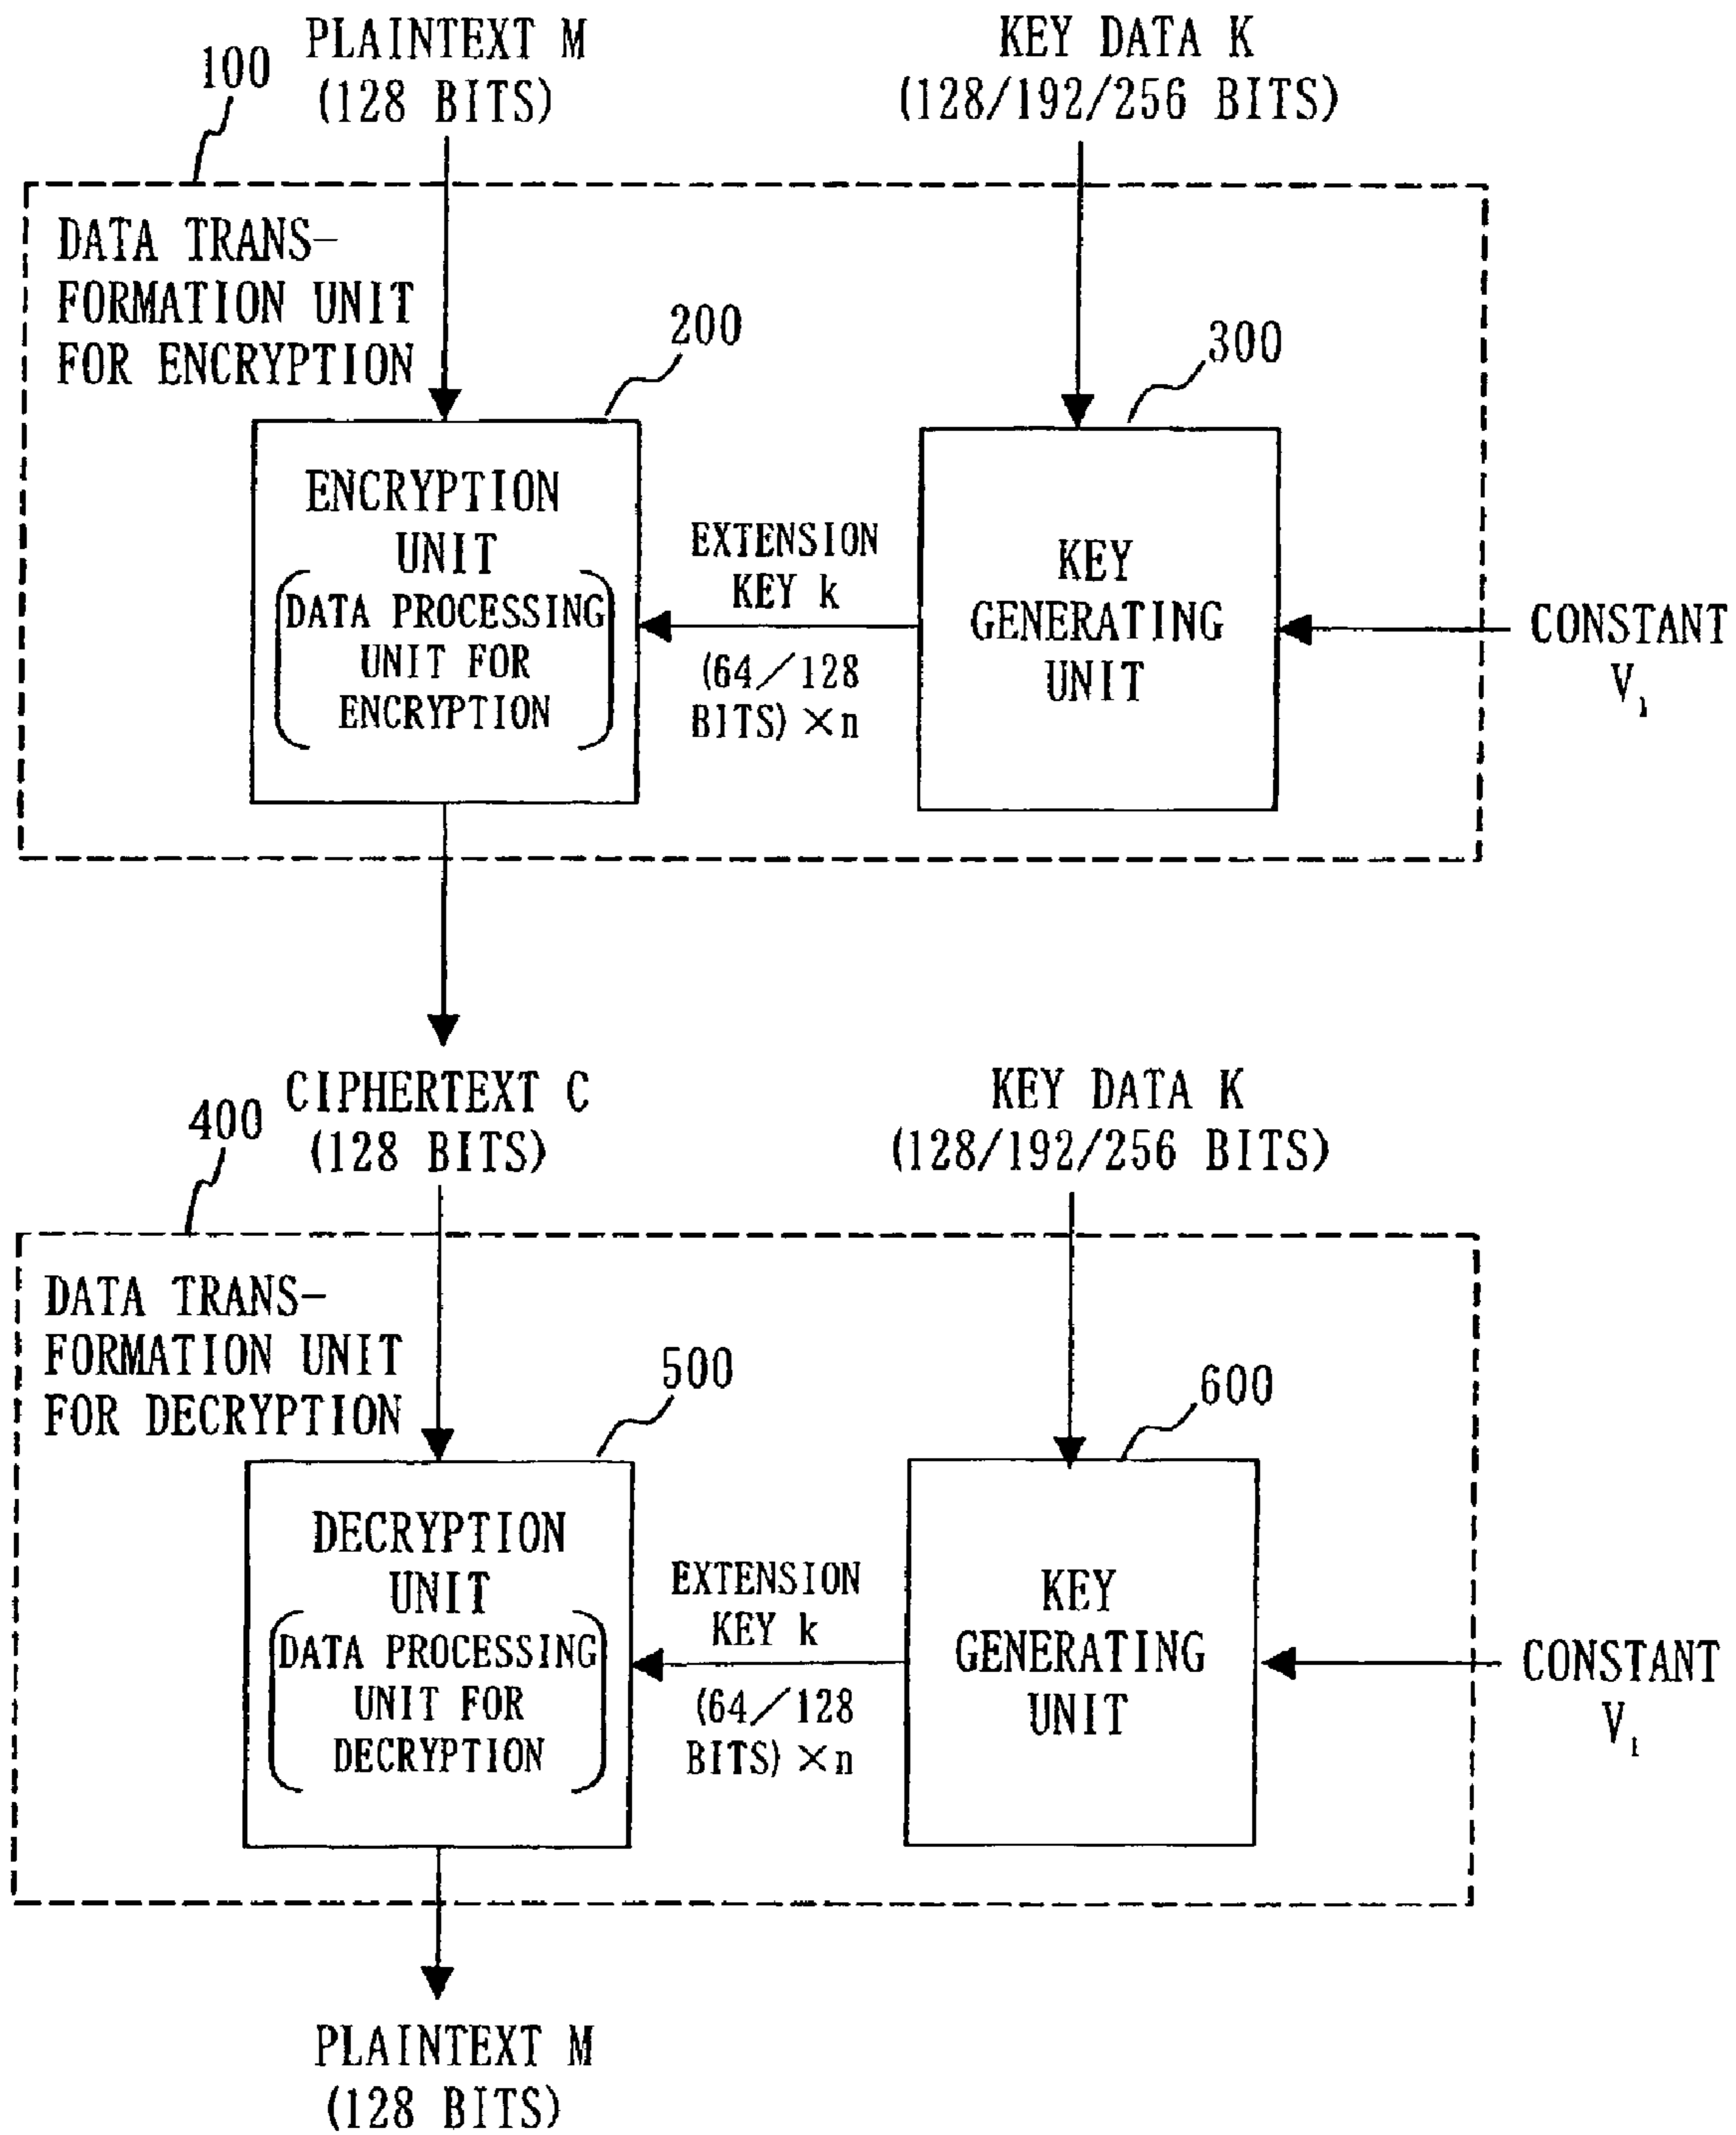 PLAINTEXT M
(128 BITS)
KEY DATA K
(128/192/256 BITS)
100
DATA TRANS-
FORMATION UNIT
FOR ENCRYPTION
200
300
ENCRYPTION
UNIT
DATA PROCESSING
UNIT FOR
ENCRYPTION
EXTENSION
KEY k
(64/128
BITS)×n
KEY
GENERATING
UNIT
CONSTANT
Vi
CIPHERTEXT C
(128 BITS)
KEY DATA K
(128/192/256 BITS)
400
DATA TRANS-
FORMATION UNIT
FOR DECRYPTION
500
600
DECRYPTION
UNIT
DATA PROCESSING
UNIT FOR
DECRYPTION
EXTENSION
KEY k
(64/128
BITS)×n
KEY
GENERATING
UNIT
CONSTANT
Vi
PLAINTEXT M
(128 BITS)